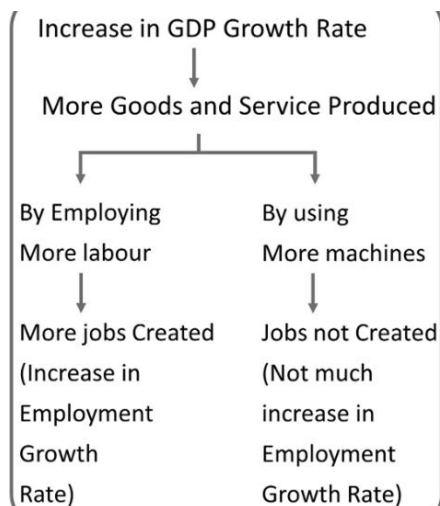 Increase in GDP Growth Rate
More Goods and Service Produced
By Employing
More labour
More jobs Created
(Increase in
Employment
Growth
Rate)
By using
More machines
Jobs not Created
(Not much
increase in
Employment
Growth Rate)